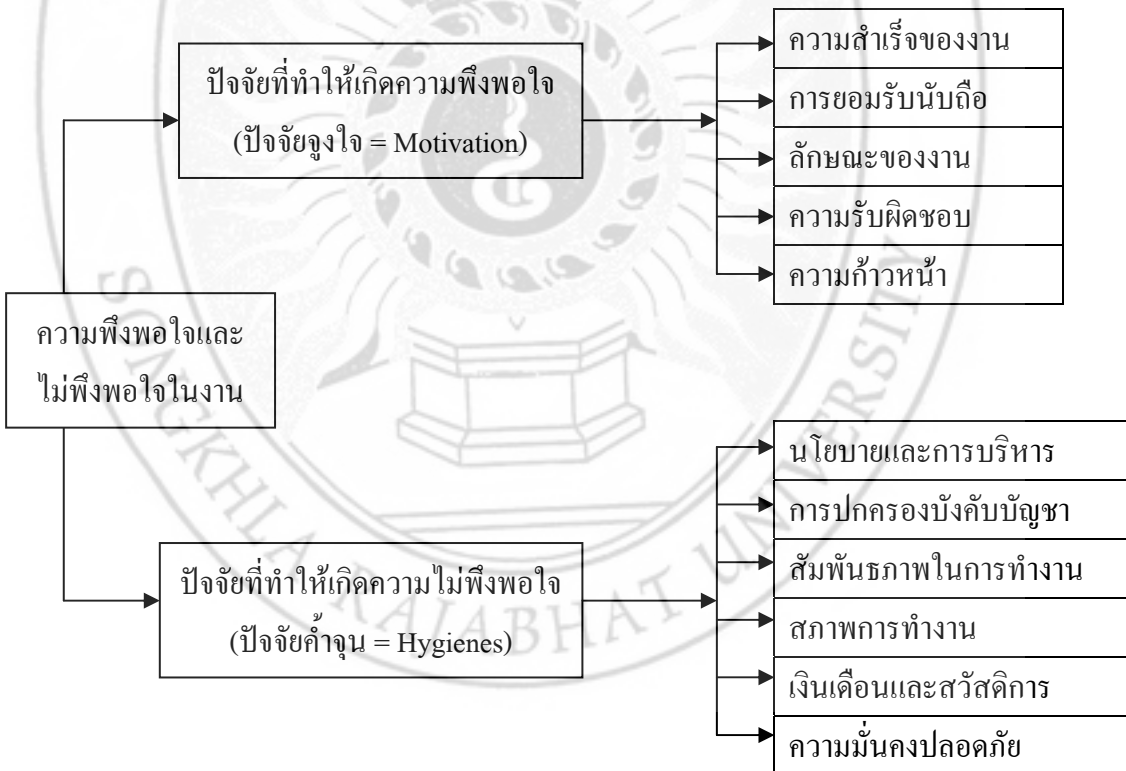 ความสำเร็จของงาน
ปัจจัยที่ทำให้เกิดความพึงพอใจ
(ปัจจัยจูงใจ = Motivation)
การยอมรับนับถือ
ลักษณะของงาน
ความรับผิดชอบ
ความก้าวหน้า
ความพึงพอใจและ
ไม่พึงพอใจในงาน
นโยบายและการบริหาร
การปกครองบังคับบัญชา
สัมพันธภาพในการทำงาน
ปัจจัยที่ทำให้เกิดความไม่พึงพอใจ
(ปัจจัยค้ำจุน = Hygienes)
สภาพการทำงาน
เงินเดือนและสวัสดิการ
ความมั่นคงปลอดภัย
SONGKHLA RAJABHAT UNIVERSITY